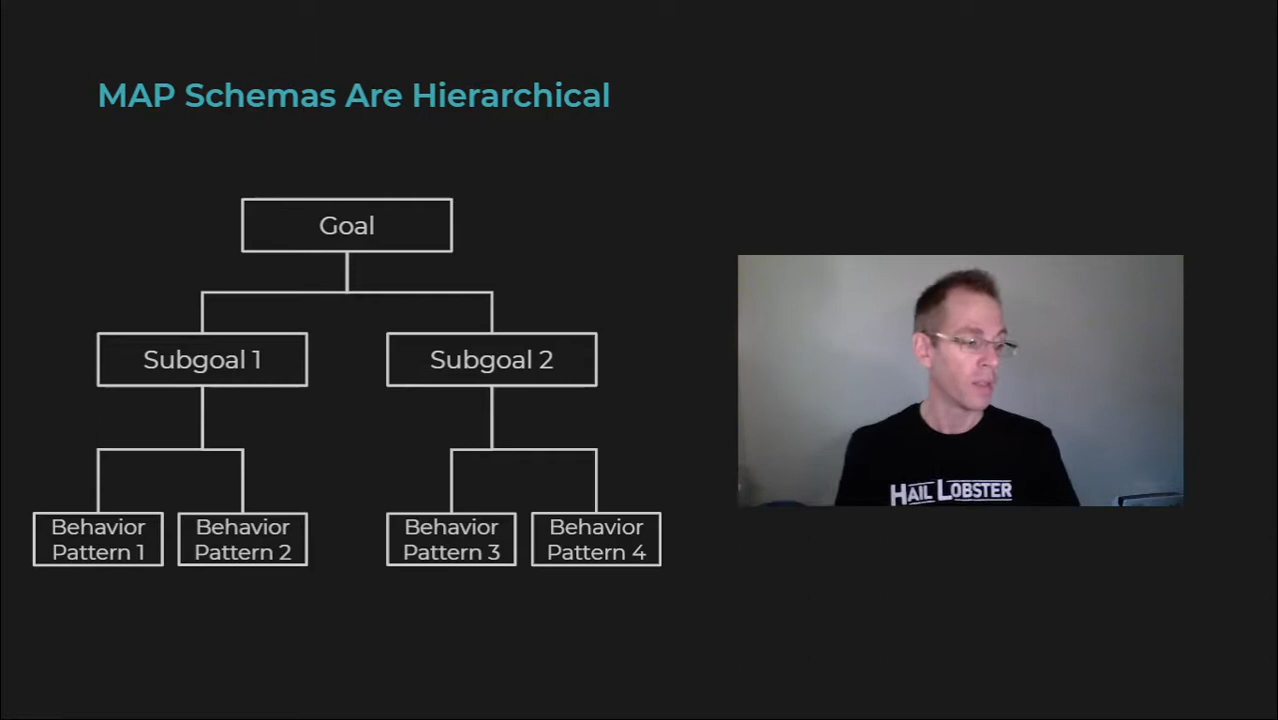 MAP Schemas Are Hierarchical
Goal
Subgoal 1
Subgoal 2
Behavior
Pattern 1
Behavior
Pattern 2
Behavior
Pattern 3
Behavior
Pattern 4
HAIL LOBSTER